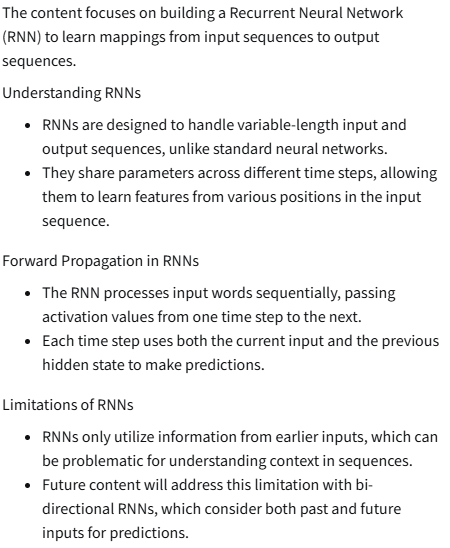 The content focuses on building a Recurrent Neural Network
(RNN) to learn mappings from input sequences to output
sequences.
Understanding RNNs
• RNNs are designed to handle variable-length input and
output sequences, unlike standard neural networks.
• They share parameters across different time steps, allowing
them to learn features from various positions in the input
sequence.
Forward Propagation in RNNs
• The RNN processes input words sequentially, passing
activation values from one time step to the next.
• Each time step uses both the current input and the previous
hidden state to make predictions.
Limitations of RNNs
• RNNs only utilize information from earlier inputs, which can
be problematic for understanding context in sequences.
• Future content will address this limitation with bi-
directional RNNs, which consider both past and future
inputs for predictions.